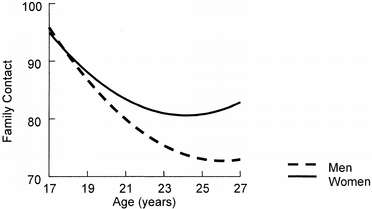 100
90
80
70
Family Contact
17 19 21 23 25 27
Age (years)
Men
Women